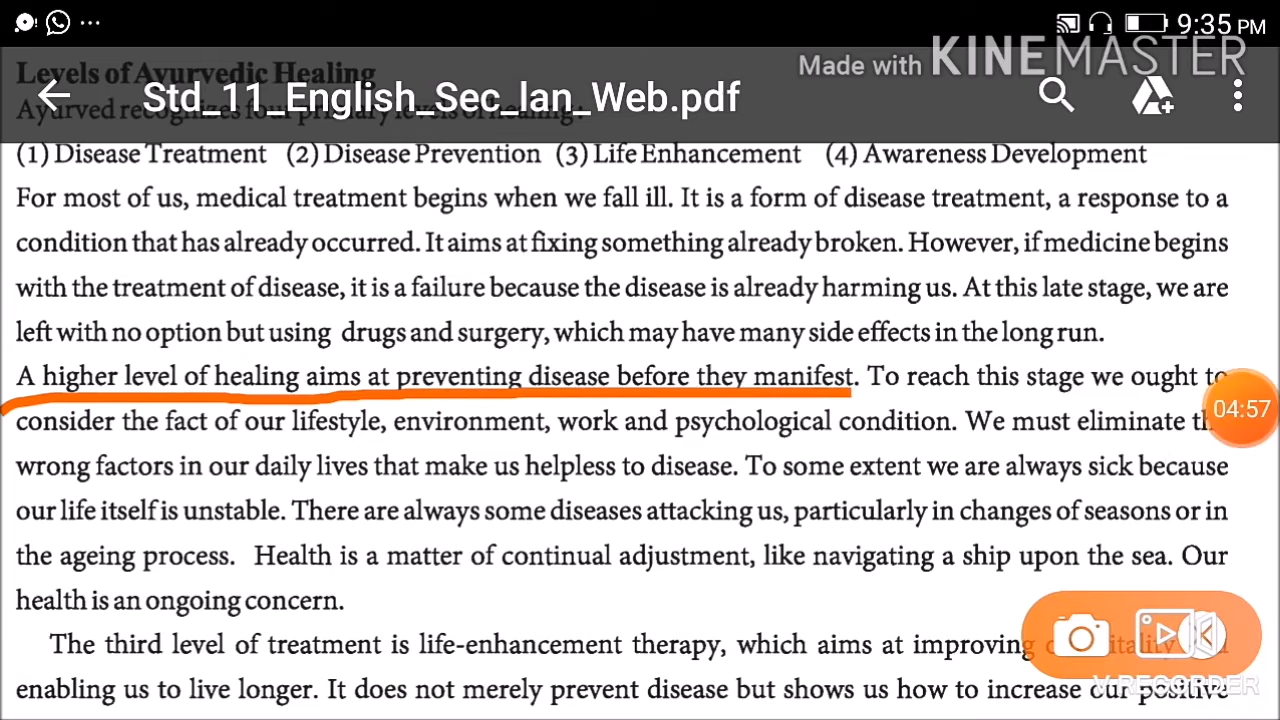 9:35 PM
Made with KINEMASTER
Levels of Ayurvedic Healing
Std_11_English_Sec_lan_Web.pdf
Ayurved recognizes four primary levels of healing:
(1) Disease Treatment (2) Disease Prevention (3) Life Enhancement (4) Awareness Development
For most of us, medical treatment begins when we fall ill. It is a form of disease treatment, a response to a
condition that has already occurred. It aims at fixing something already broken. However, if medicine begins
with the treatment of disease, it is a failure because the disease is already harming us. At this late stage, we are
left with no option but using drugs and surgery, which may have many side effects in the long run.
A higher level of healing aims at preventing disease before they manifest. To reach this stage we ought to
04:57
consider the fact of our lifestyle, environment, work and psychological condition. We must eliminate
wrong factors in our daily lives that make us helpless to disease. To some extent we are always sick because
our life itself is unstable. There are always some diseases attacking us, particularly in changes of seasons or in
the ageing process. Health is a matter of continual adjustment, like navigating a ship upon the sea. Our
health is an ongoing concern.
The third level of treatment is life-enhancement therapy, which aims at improving
enabling us to live longer. It does not merely prevent disease but shows us how to increase our positive
V RECORDER